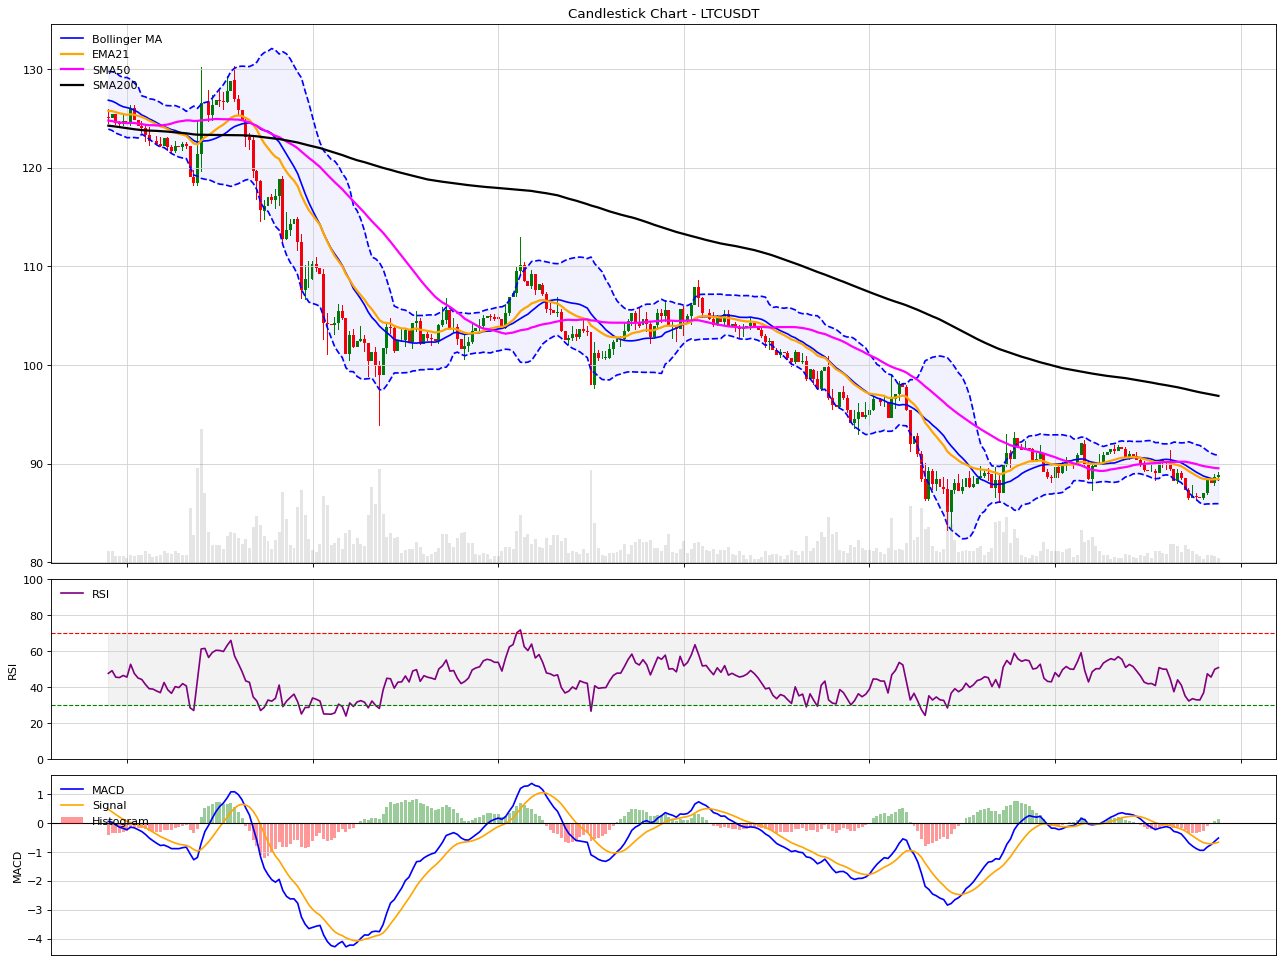 Candlestick Chart - LTCUSDT
Bollinger MA
EMA21
SMA50
SMA200
130
120
110
100
90
80
RSI
100
80
60
40
20
0
RSI
MACD
Signal
Histogram
1
0
−1
−2
−3
−4
MACD